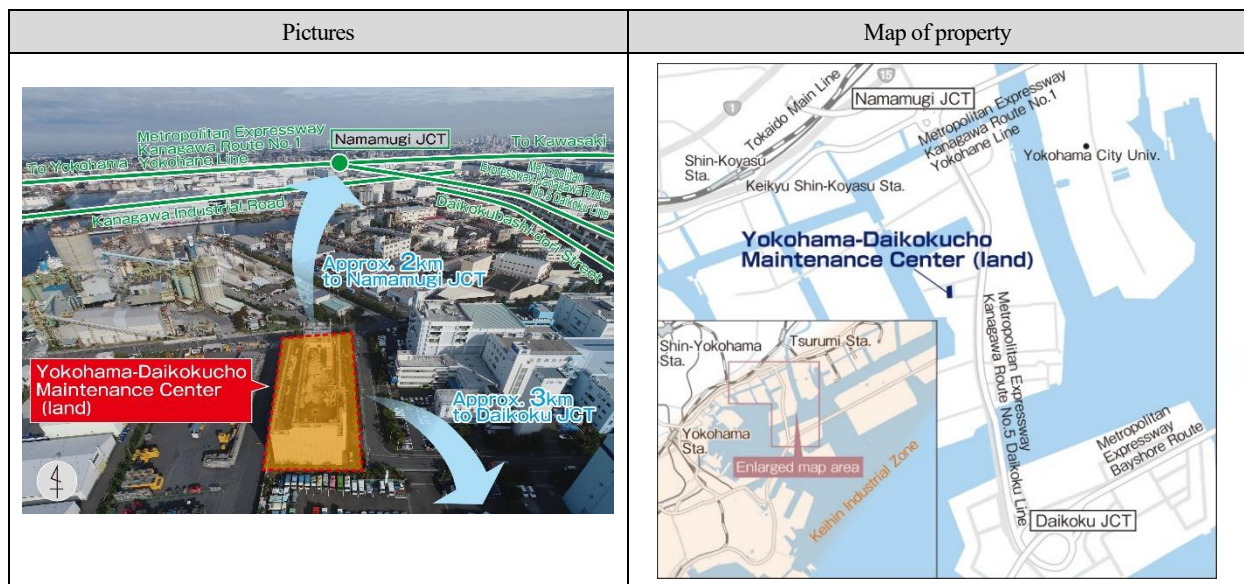 Pictures
Map of property
Metropolitan Expressway
Kanagawa Route No.1
To Yokohama Yokohane Line
Namamugi JCT
To Kawasaki
Metropolitan
Expressway Kanagawa Route
No.5 Daikoku Line
Kanagawa Industrial Road
Daikokubashi-dori Street
Approx. 2km
to Namamugi JCT
Yokohama-Daikokucho
Maintenance Center
(land)
Approx. 3km
to Daikoku JCT
1
Tokaido Main Line
15
Namamugi JCT
Metropolitan Expressway
Kanagawa Route No.1
Yokohane Line
Yokohama City Univ.
Shin-Koyasu
Sta.
Keikyu Shin-Koyasu Sta.
Yokohama-Daikokucho
Maintenance Center (land)
Metropolitan Expressway
Kanagawa Route No.5 Daikoku Line
Shin-Yokohama
Sta.
Tsurumi Sta.
Yokohama
Sta.
Enlarged map area
Keihin Industrial Zone
Metropolitan
Expressway
Bayshore Route
Daikoku JCT